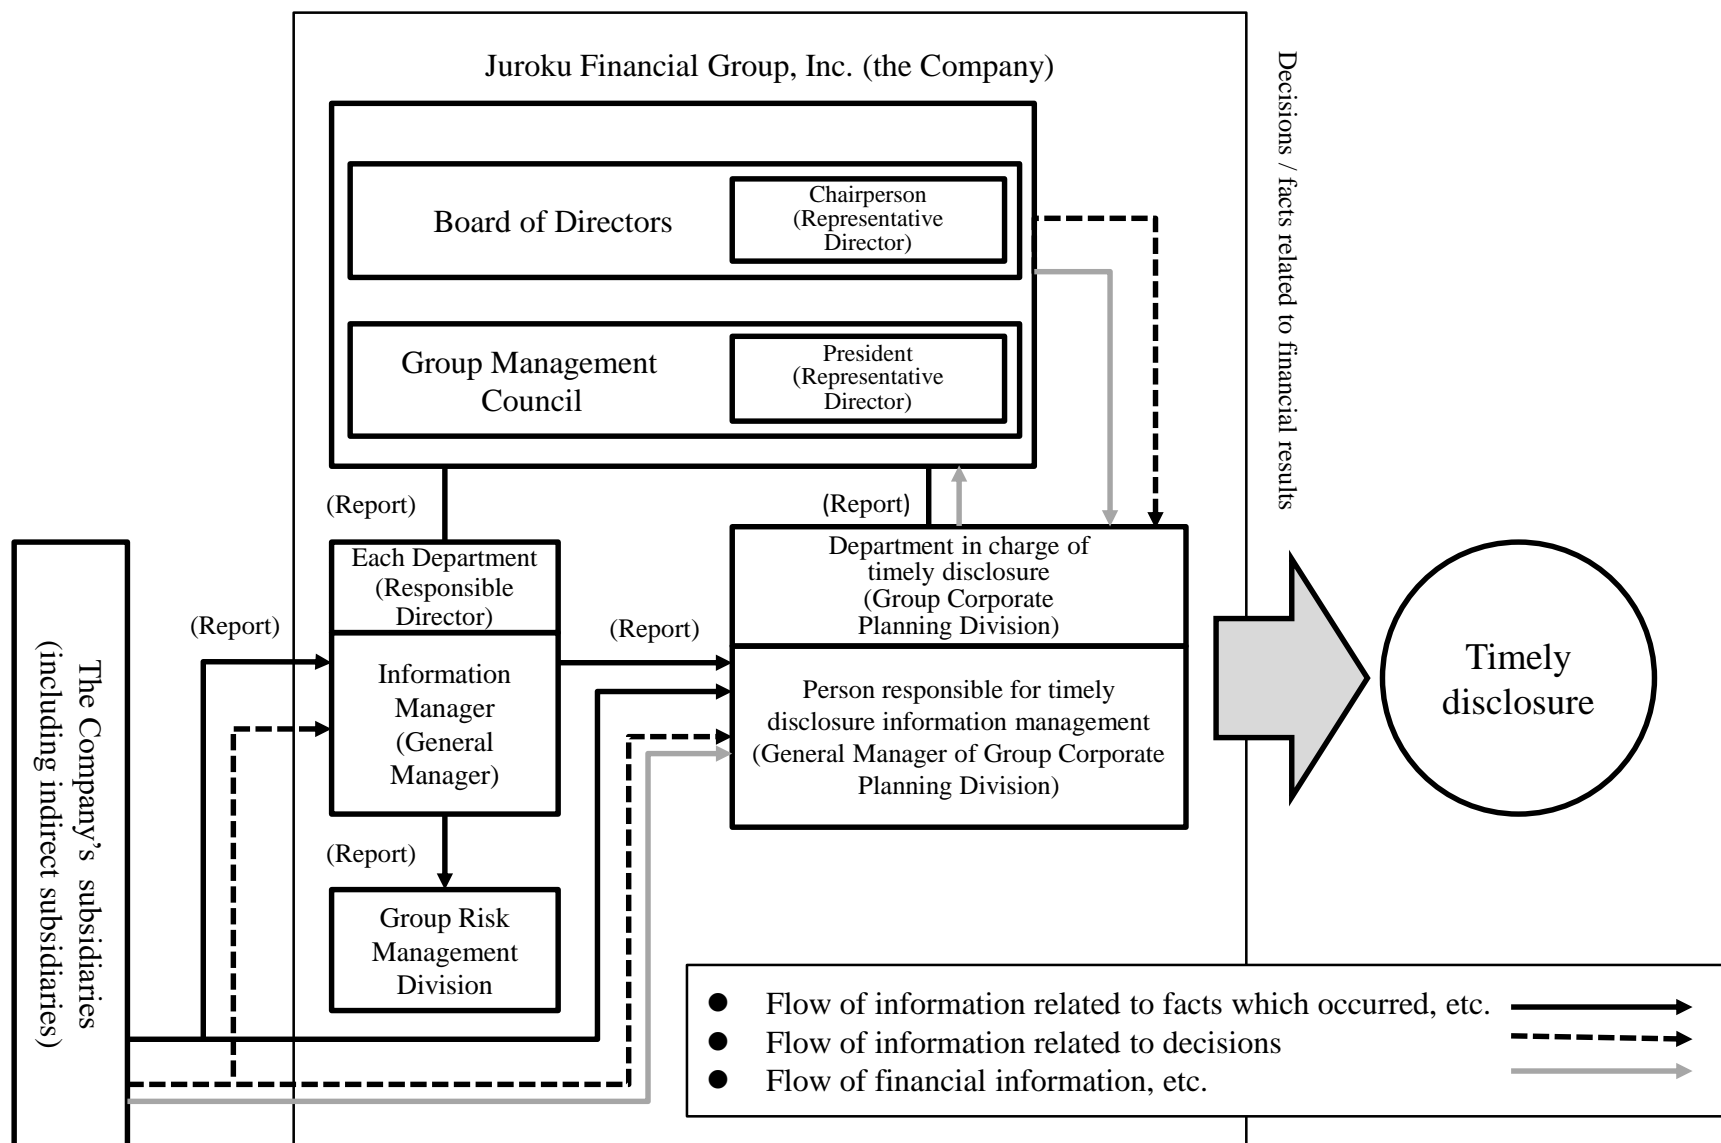 Juroku Financial Group, Inc. (the Company)
Board of Directors
Chairperson
(Representative
Director)
Group Management
Council
President
(Representative
Director)
Decisions / facts related to financial results
(Report)
(Report)
Each Department
(Responsible
Director)
Department in charge of
timely disclosure
(Group Corporate
Planning Division)
(Report)
(Report)
Information
Manager
(General
Manager)
Person responsible for timely
disclosure information management
(General Manager of Group Corporate
Planning Division)
Timely
disclosure
The Company’s subsidiaries
(including indirect subsidiaries)
(Report)
Group Risk
Management
Division
● Flow of information related to facts which occurred, etc.
● Flow of information related to decisions
● Flow of financial information, etc.